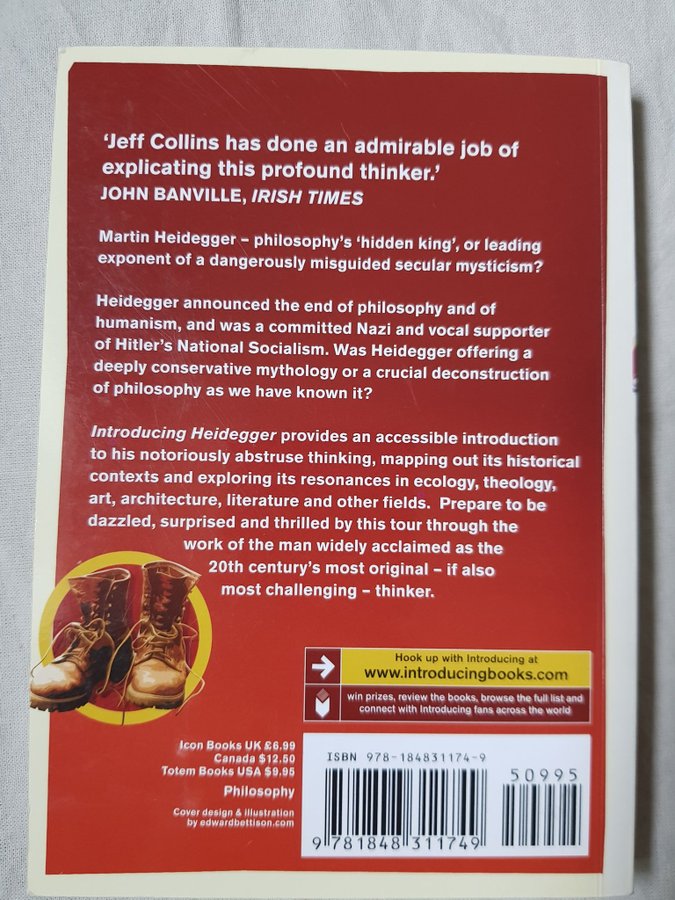 ‘Jeff Collins has done an admirable job of
explicating this profound thinker.’
JOHN BANVILLE, IRISH TIMES
Martin Heidegger – philosophy’s ‘hidden king’, or leading
exponent of a dangerously misguided secular mysticism?
Heidegger announced the end of philosophy and of
humanism, and was a committed Nazi and vocal supporter
of Hitler’s National Socialism. Was Heidegger offering a
deeply conservative mythology or a crucial deconstruction
of philosophy as we have known it?
Introducing Heidegger provides an accessible introduction
to his notoriously abstruse thinking, mapping out its historical
contexts and exploring its resonances in ecology, theology,
art, architecture, literature and other fields. Prepare to be
dazzled, surprised and thrilled by this tour through the
work of the man widely acclaimed as the
20th century’s most original – if also
most challenging – thinker.
Hook up with Introducing at
www.introducingbooks.com
win prizes, review the books, browse the full list and
connect with Introducing fans across the world
Icon Books UK £6.99
Canada $12.50
Totem Books USA $9.95
Philosophy
Cover design & illustration
by edwardbettison.com
ISBN 978-184831174-9
50995
9 781848 311749